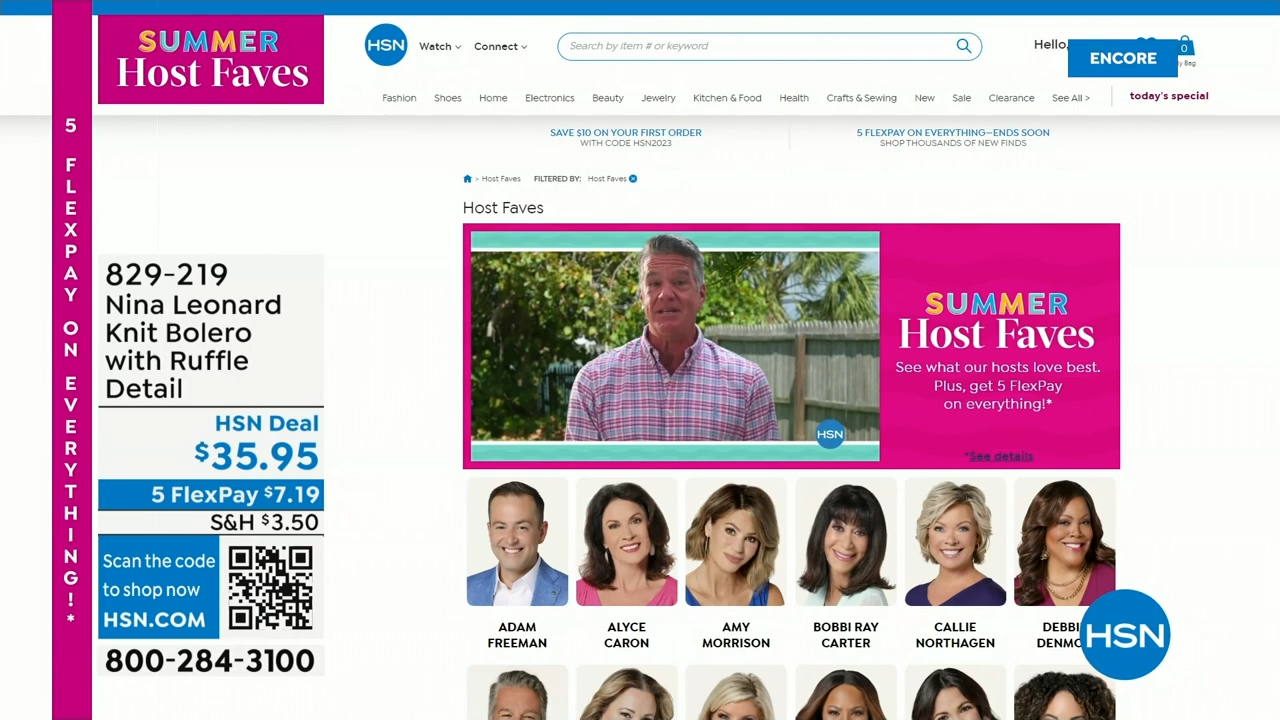 SUMMER
Host Faves
5 FLEXPAY ON EVERYTHING!*
829-219
Nina Leonard
Knit Bolero
with Ruffle
Detail
HSN Deal
$35.95
5 FlexPay $7.19
S&H $3.50
Scan the code
to shop now
HSN.COM
800-284-3100
HSN
Watch
Connect
Search by item # or keyword
Hello,
0
ENCORE
Bag
Fashion
Shoes
Home
Electronics
Beauty
Jewelry
Kitchen & Food
Health
Crafts & Sewing
New
Sale
Clearance
See All >
today's special
SAVE $10 ON YOUR FIRST ORDER
WITH CODE HSN2023
5 FLEXPAY ON EVERYTHING—ENDS SOON
SHOP THOUSANDS OF NEW FINDS
> Host Faves FILTERED BY: Host Faves
Host Faves
HSN
SUMMER
Host Faves
See what our hosts love best.
Plus, get 5 FlexPay
on everything!*
*See details
ADAM
FREEMAN
ALYCE
CARON
AMY
MORRISON
BOBBI RAY
CARTER
CALLIE
NORTHAGEN
HSN